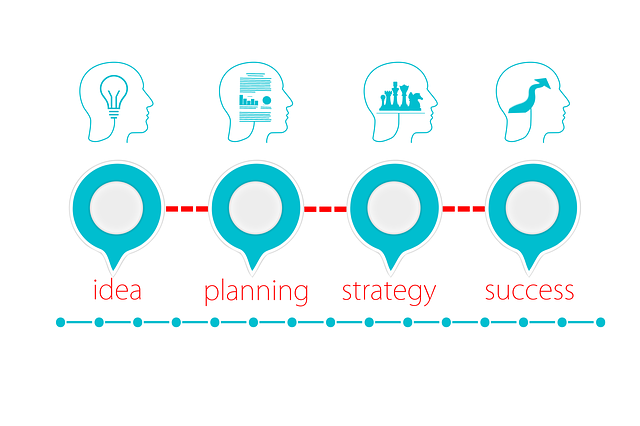 idea
planning
strategy
success